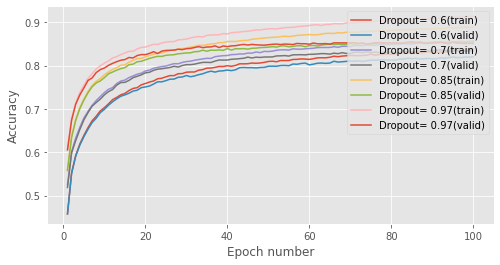 0.9
0.8
0.7
0.6
0.5
Accuracy
0
20
40
60
80
100
Epoch number
Dropout= 0.6(train)
Dropout= 0.6(valid)
Dropout= 0.7(train)
Dropout= 0.7(valid)
Dropout= 0.85(train)
Dropout= 0.85(valid)
Dropout= 0.97(train)
Dropout= 0.97(valid)